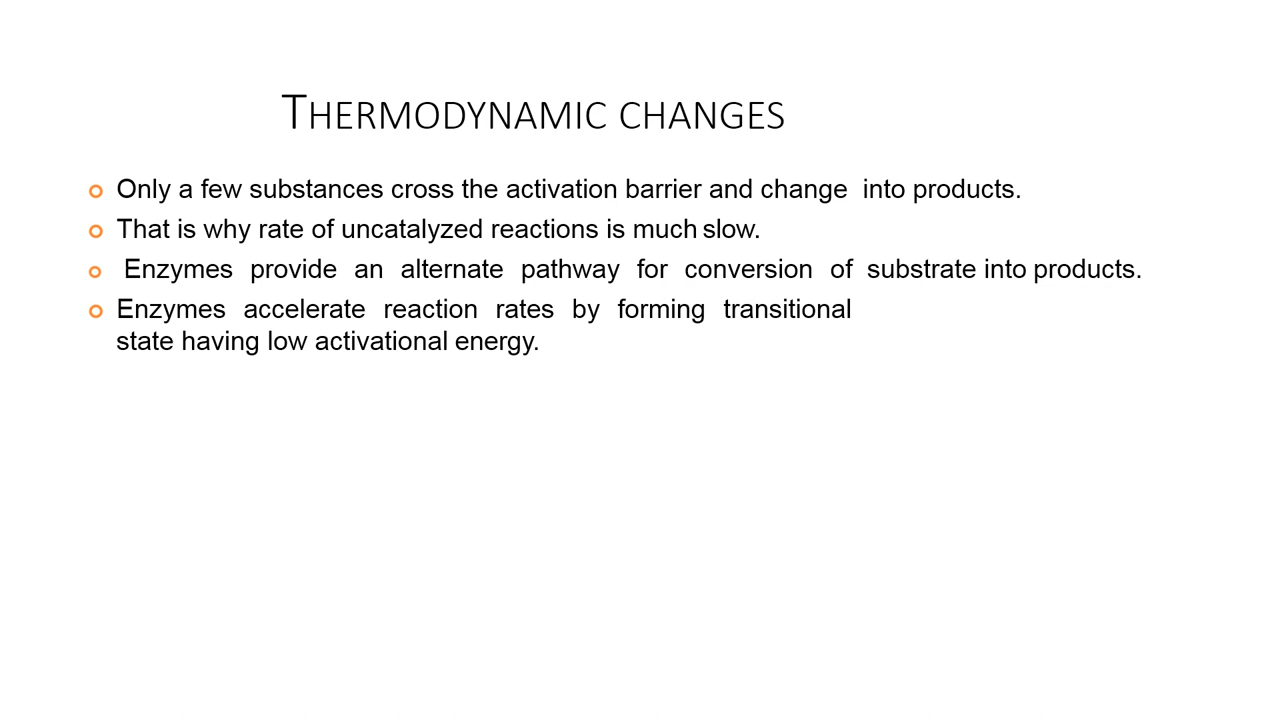 THERMODYNAMIC CHANGES
Only a few substances cross the activation barrier and change into products.
That is why rate of uncatalyzed reactions is much slow.
Enzymes provide an alternate pathway for conversion of substrate into products.
Enzymes accelerate reaction rates by forming transitional
state having low activational energy.